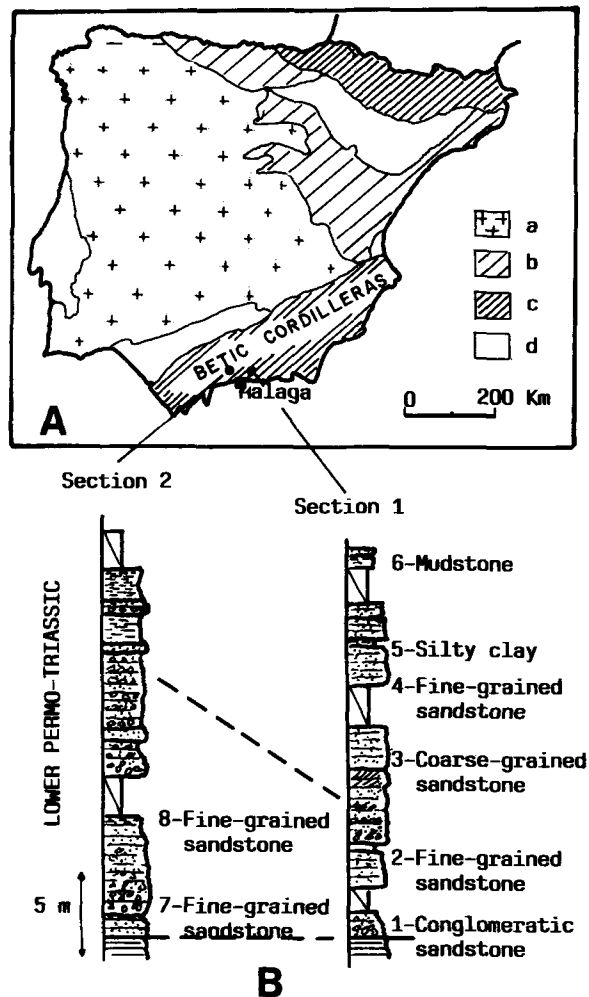 a
b
c
d
BETIC CORDILLERAS
Malaga
0 200 Km
A
Section 2
Section 1
LOWER PERMO-TRIASSIC
5 m
8-Fine-grained
sandstone
7-Fine-grained
sandstone
6-Mudstone
5-Silty clay
4-Fine-grained
sandstone
3-Coarse-grained
sandstone
2-Fine-grained
sandstone
1-Conglomeratic
sandstone
B